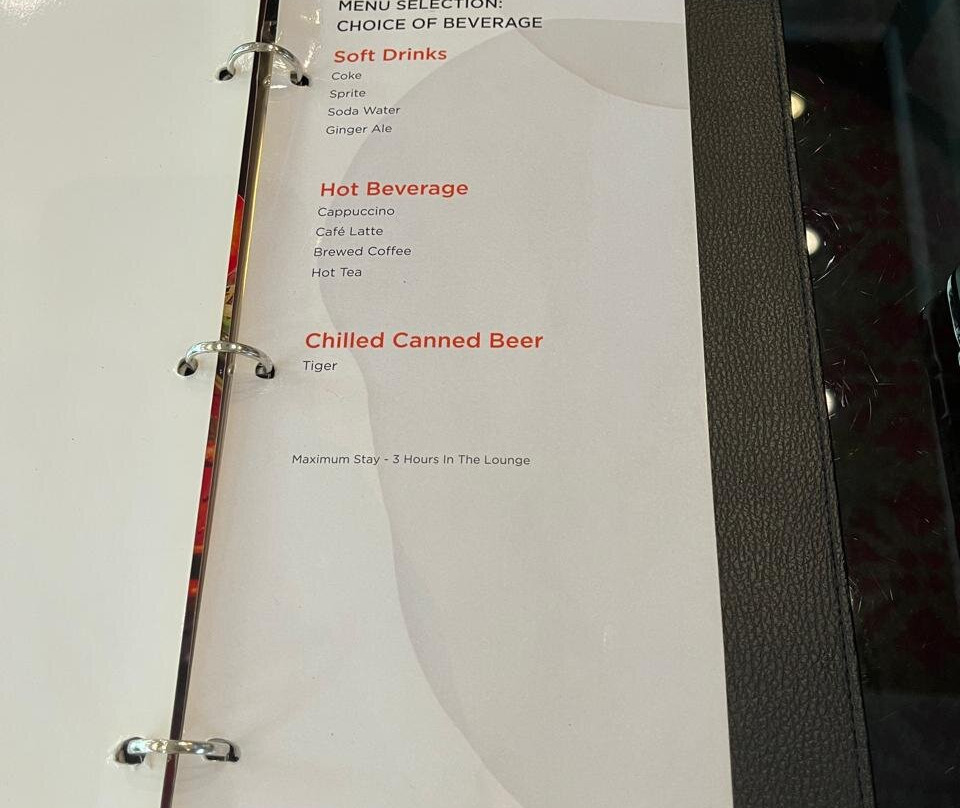 MENU SELECTION:
CHOICE OF BEVERAGE
Soft Drinks
Coke
Sprite
Soda Water
Ginger Ale
Hot Beverage
Cappuccino
Café Latte
Brewed Coffee
Hot Tea
Chilled Canned Beer
Tiger
Maximum Stay - 3 Hours In The Lounge